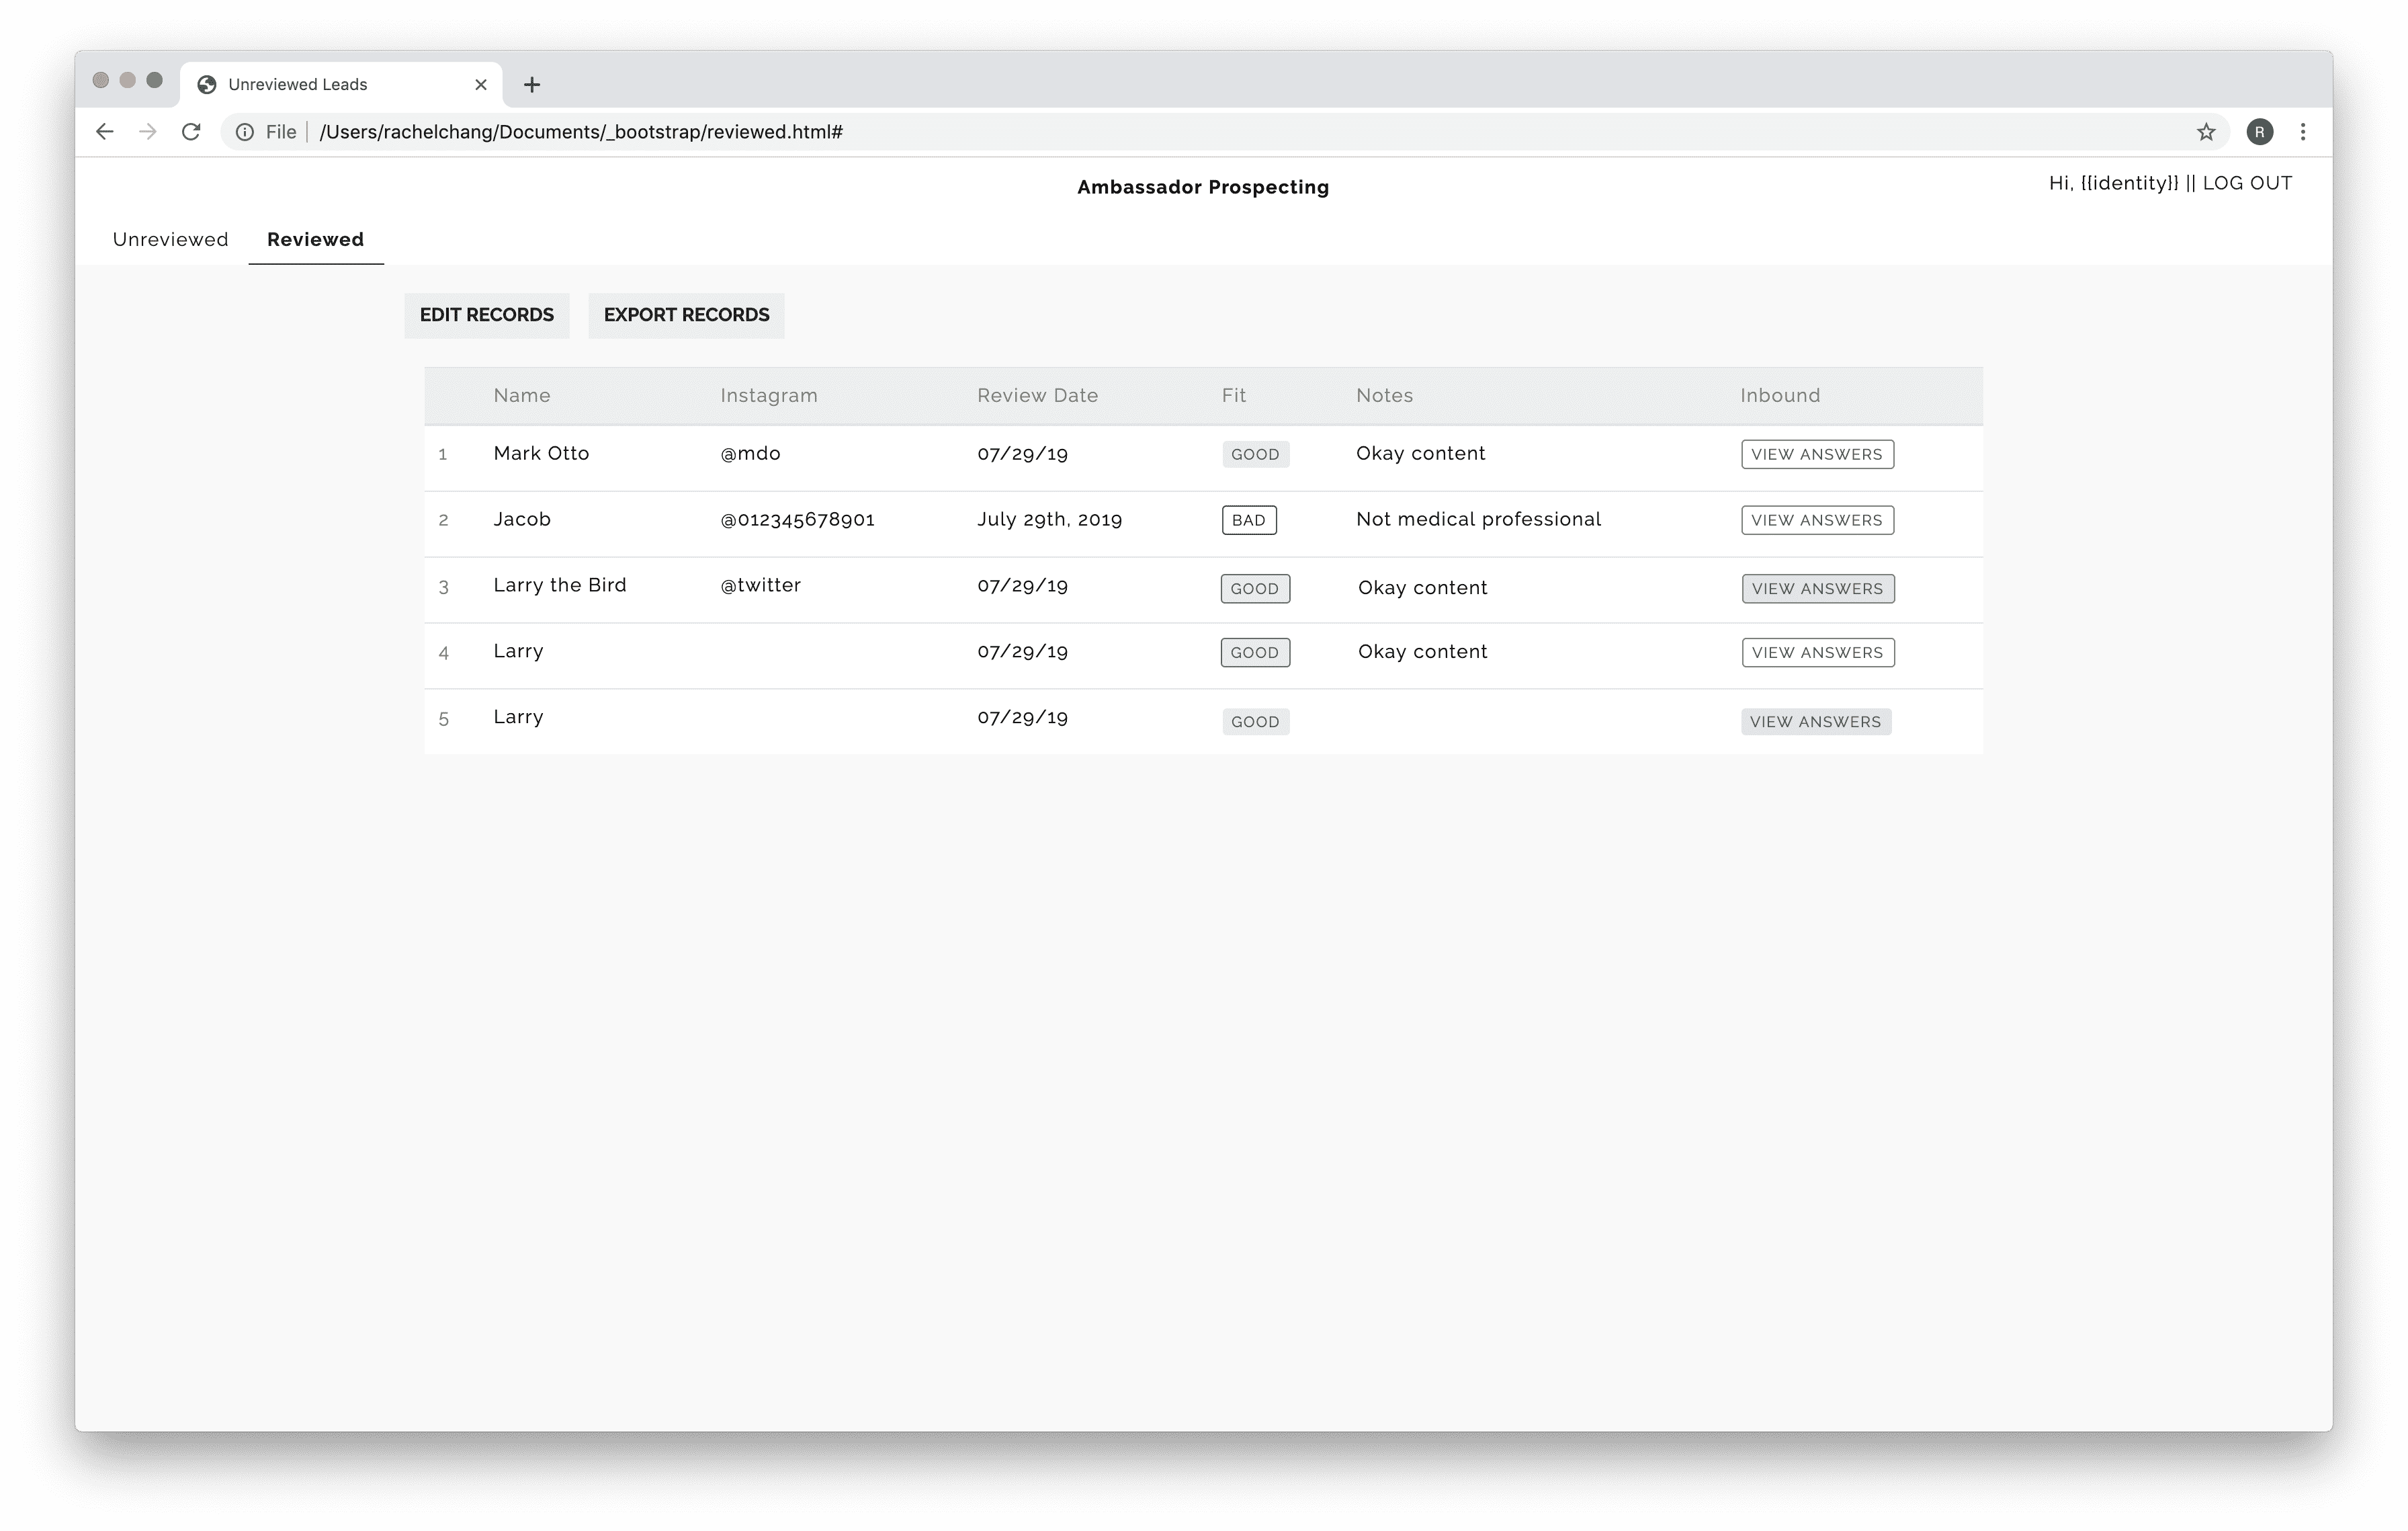 Unreviewed Leads
File /Users/rachelchang/Documents/_bootstrap/reviewed.html# R
Ambassador Prospecting
Hi, {{identity}} || LOG OUT
Unreviewed Reviewed
EDIT RECORDS EXPORT RECORDS
Name Instagram Review Date Fit Notes Inbound
1 Mark Otto @mdo 07/29/19 GOOD Okay content VIEW ANSWERS
2 Jacob @012345678901 July 29th, 2019 BAD Not medical professional VIEW ANSWERS
3 Larry the Bird @twitter 07/29/19 GOOD Okay content VIEW ANSWERS
4 Larry 07/29/19 GOOD Okay content VIEW ANSWERS
5 Larry 07/29/19 GOOD VIEW ANSWERS